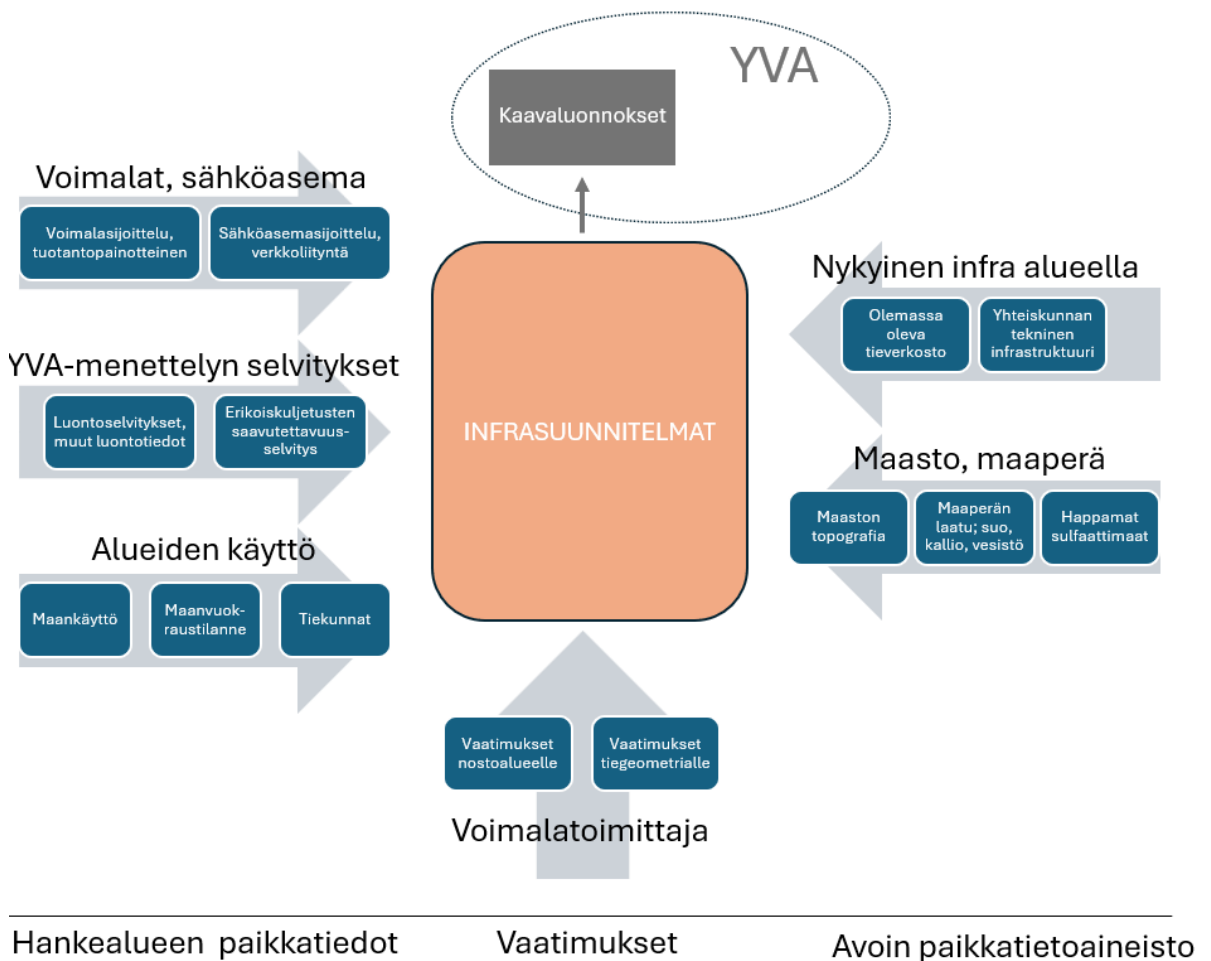 YVA
Kaavaluonnokset
Voimalat, sähköasema
Voimalasijoittelu,
tuotantopainotteinen
Sähköasemasijoittelu,
verkkoliityntä
YVA-menettelyn selvitykset
Luontoselvitykset,
muut luontotiedot
Erikoiskuljetusten
saavutettavuus-
selvitys
Alueiden käyttö
Maankäyttö
Maanvuok-
raustilanne
Tiekunnat
INFRASUUNNITELMAT
Nykyinen infra alueella
Olemassa
oleva
tieverkosto
Yhteiskunnan
tekninen
infrastruktuuri
Maasto, maaperä
Maaston
topografia
Maaperän
laatu; suo,
kallio, vesistö
Happamat
sulfaattimaat
Vaatimukset
nostoalueelle
Vaatimukset
tiegeometrialle
Voimalatoimittaja
Hankealueen paikkatiedot
Vaatimukset
Avoin paikkatietoaineisto